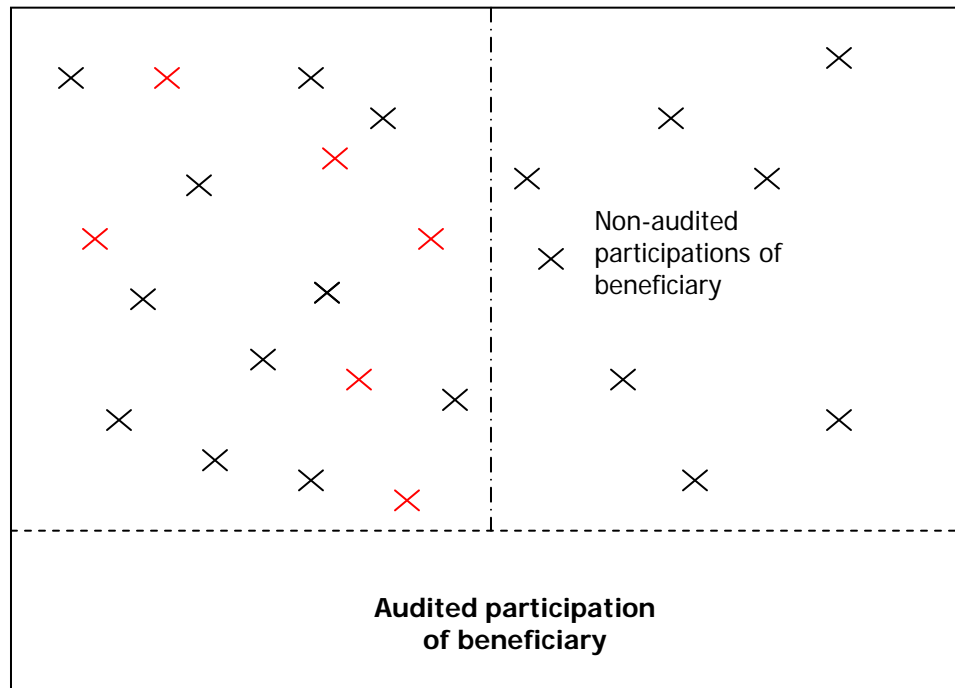 Non-audited
participations of
beneficiary
Audited participation
of beneficiary